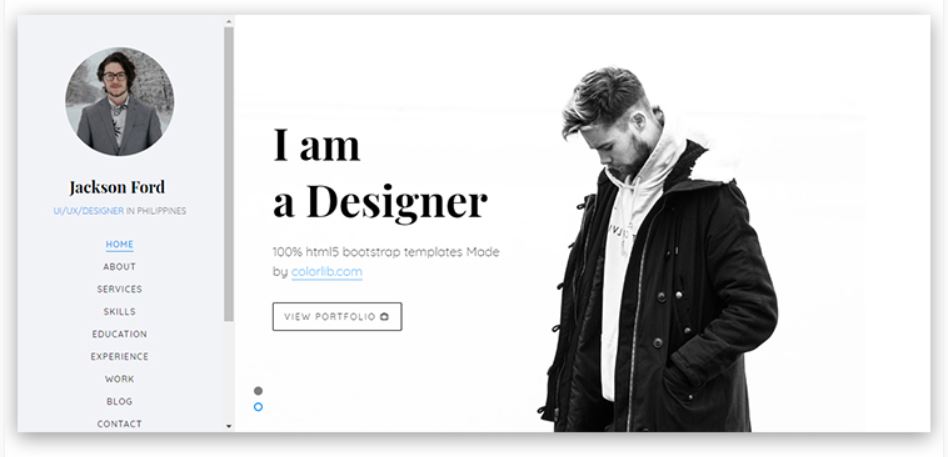 Jackson Ford
UI/UX/DESIGNER IN PHILIPPINES
HOME
ABOUT
SERVICES
SKILLS
EDUCATION
EXPERIENCE
WORK
BLOG
CONTACT
I am
a Designer
100% html5 bootstrap templates Made
by colorlib.com
VIEW PORTFOLIO